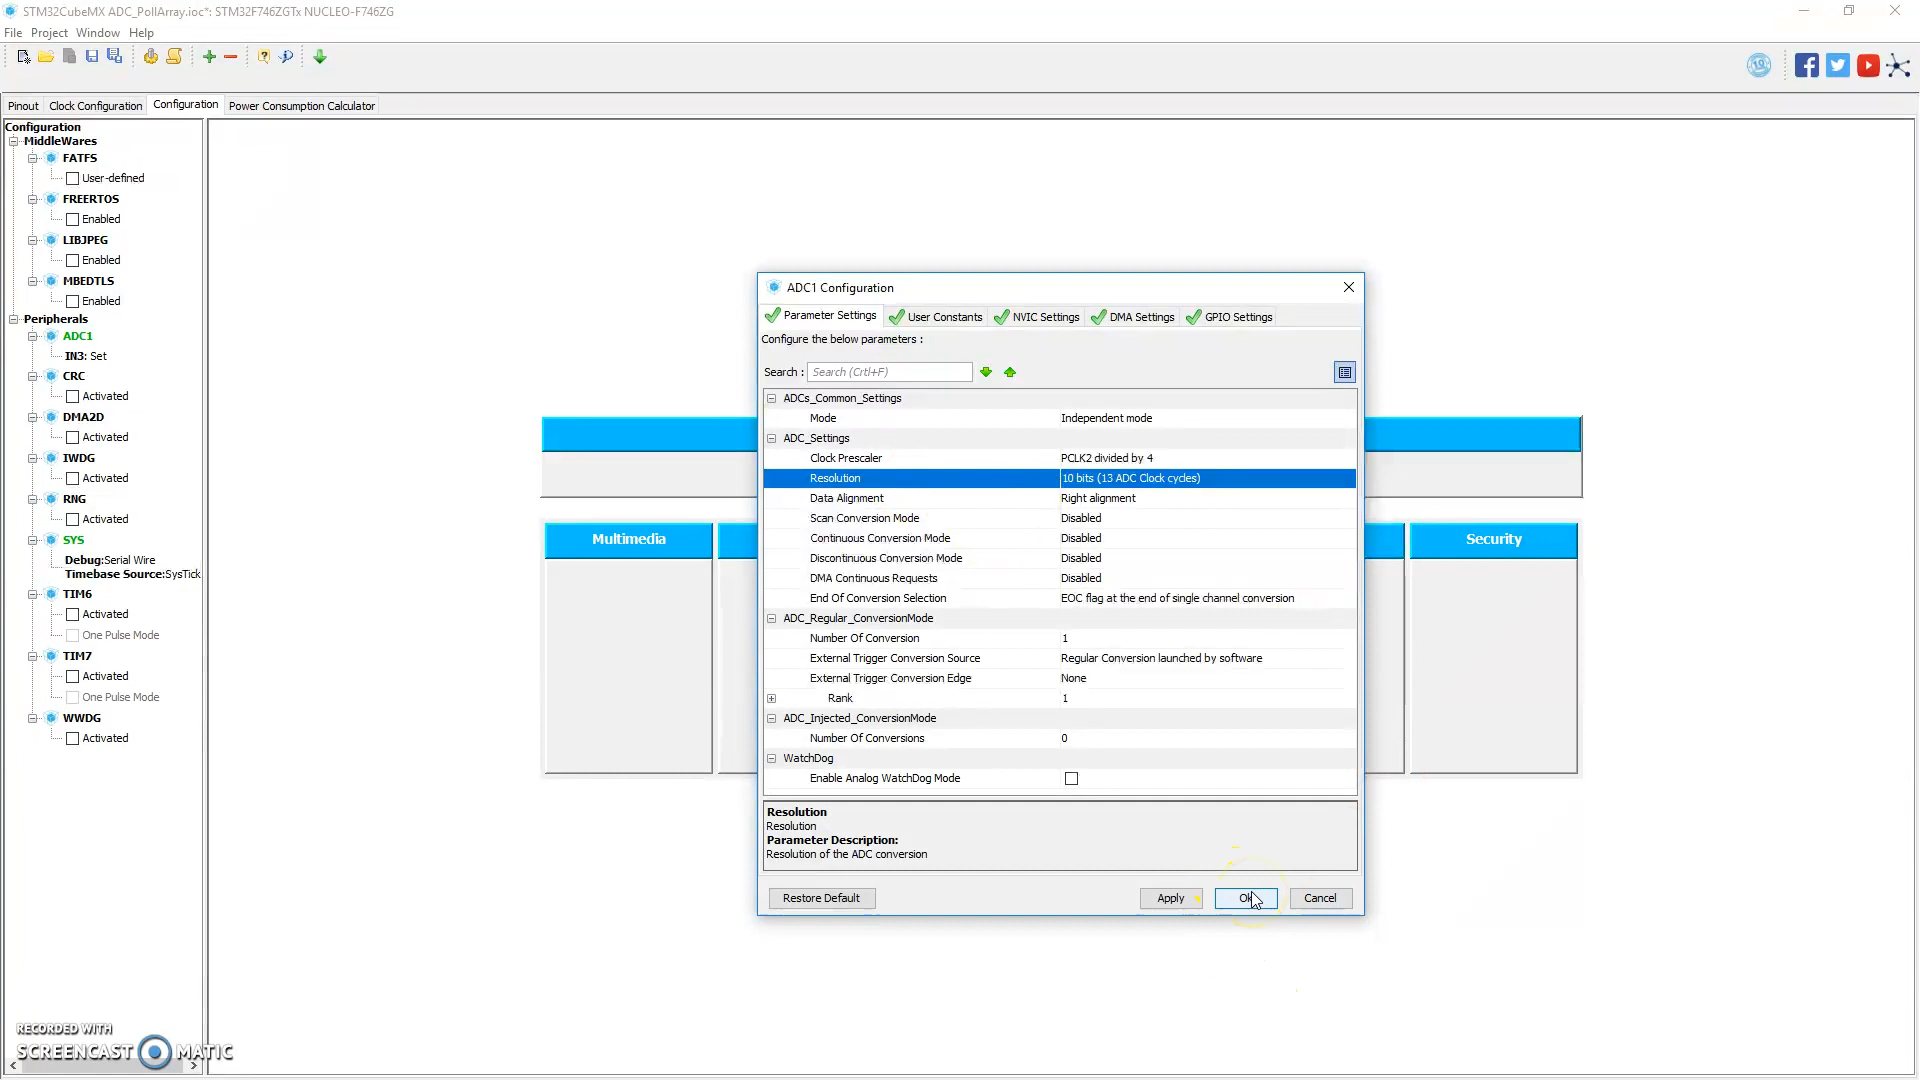 STM32CubeMX ADC_PollArray.ioc*: STM32F746ZGTx NUCLEO-F746ZG
File Project Window Help
10
Pinout Clock Configuration Configuration Power Consumption Calculator
Configuration
MiddleWares
FATFS
User-defined
FREERTOS
Enabled
LIBJPEG
Enabled
MBEDTLS
Enabled
Peripherals
ADC1
IN3: Set
CRC
Activated
DMA2D
Activated
IWDG
Activated
RNG
Activated
SYS
Debug:Serial Wire
Timebase Source:SysTick
TIM6
Activated
One Pulse Mode
TIM7
Activated
One Pulse Mode
WWDG
Activated
Multimedia
Security
ADC1 Configuration
Parameter Settings User Constants NVIC Settings DMA Settings GPIO Settings
Configure the below parameters :
Search : Search (CrtI+F)
ADCs_Common_Settings
Mode Independent mode
ADC_Settings
Clock Prescaler PCLK2 divided by 4
Resolution 10 bits (13 ADC Clock cycles)
Data Alignment Right alignment
Scan Conversion Mode Disabled
Continuous Conversion Mode Disabled
Discontinuous Conversion Mode Disabled
DMA Continuous Requests Disabled
End Of Conversion Selection EOC flag at the end of single channel conversion
ADC_Regular_ConversionMode
Number Of Conversion 1
External Trigger Conversion Source Regular Conversion launched by software
External Trigger Conversion Edge None
Rank 1
ADC_Injected_ConversionMode
Number Of Conversions 0
WatchDog
Enable Analog WatchDog Mode
Resolution
Resolution
Parameter Description:
Resolution of the ADC conversion
Restore Default Apply Ok Cancel
RECORDED WITH
SCREENCAST MATIC